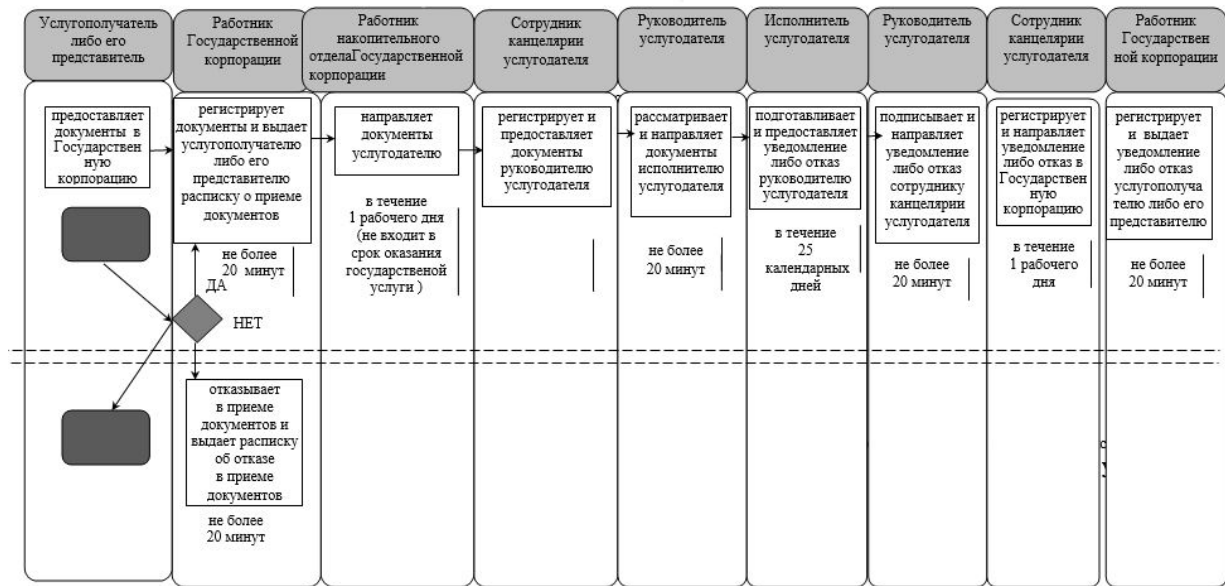 Услугополучатель
либо его
представитель
Работник
Государственной
корпорации
Работник
накопительного
отделаГосударственной
корпорации
Сотрудник
канцелярии
услугодателя
Руководитель
услугодателя
Исполнитель
услугодателя
Руководитель
услугодателя
Сотрудник
канцелярии
услугодателя
Работник
Государствен
ной корпорации
предоставляет
документы в
Государствен
ную
корпорацию
регистрирует
документы и выдает
услугополучателю
либо его
представителю
расписку о приеме
документов
не более
20 минут
направляет
документы
услугодателю
в течение
1 рабочего дня
(не входит в
срок оказания
государственой
услуги )
регистрирует и
предоставляет
документы
руководителю
услугодателя
рассматривает
и направляет
документы
исполнителю
услугодателя
не более
20 минут
подготавливает
и предоставляет
уведомление
либо отказ
руководителю
услугодателя
в течение
25
календарных
дней
подписывает и
направляет
уведомление
либо отказ
сотруднику
канцелярии
услугодателя
не более
20 минут
регистрирует
и направляет
уведомление
либо отказ в
Государствен
ную
корпорацию
в течение
1 рабочего
дня
регистрирует
и выдает
уведомление
либо отказ
услугополуча
телю либо его
представителю
не более
20 минут
ДА
НЕТ
отказывает
в приеме
документов и
выдает расписку
об отказе
в приеме
документов
не более
20 минут